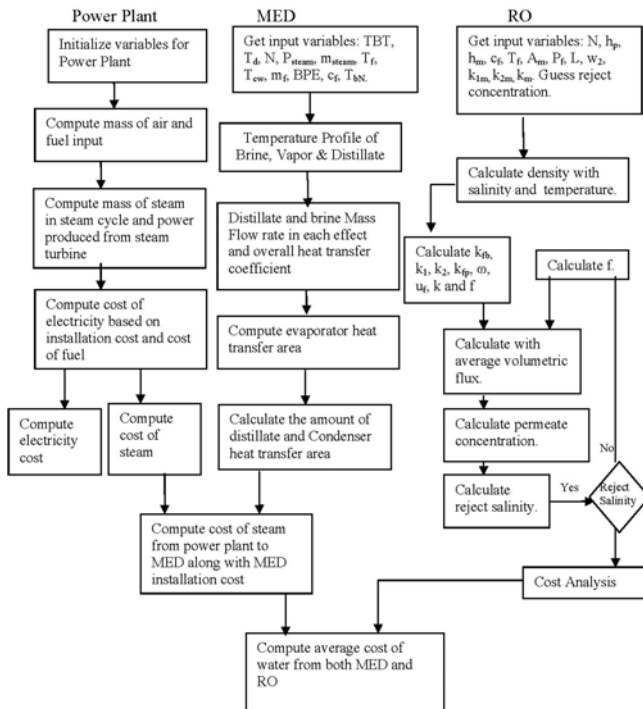 Power Plant
Initialize variables for
Power Plant
Compute mass of air and
fuel input
Compute mass of steam
in steam cycle and power
produced from steam
turbine
Compute cost of
electricity based on
installation cost and cost
of fuel
Compute
electricity
cost
Compute
cost of
steam
MED
Get input variables: TBT,
T_d, N, P_steam, m_steam, T_f,
T_cw, m_f, BPE, c_f, T_bN.
Temperature Profile of
Brine, Vapor & Distillate
Distillate and brine Mass
Flow rate in each effect
and overall heat transfer
coefficient
Compute evaporator heat
transfer area
Calculate the amount of
distillate and Condenser
heat transfer area
Compute cost of steam
from power plant to
MED along with MED
installation cost
RO
Get input variables: N, h_p,
h_m, c_f, T_f, A_m, P_f, L, w_2,
k_1m, k_2m, k_m. Guess reject
concentration.
Calculate density with
salinity and temperature.
Calculate k_fb,
k_1, k_2, k_fp, ω,
u_f, k and f
Calculate f.
Calculate with
average volumetric
flux.
Calculate permeate
concentration.
Calculate
reject salinity.
Yes
No
Reject
Salinity
Cost Analysis
Compute average cost of
water from both MED and
RO